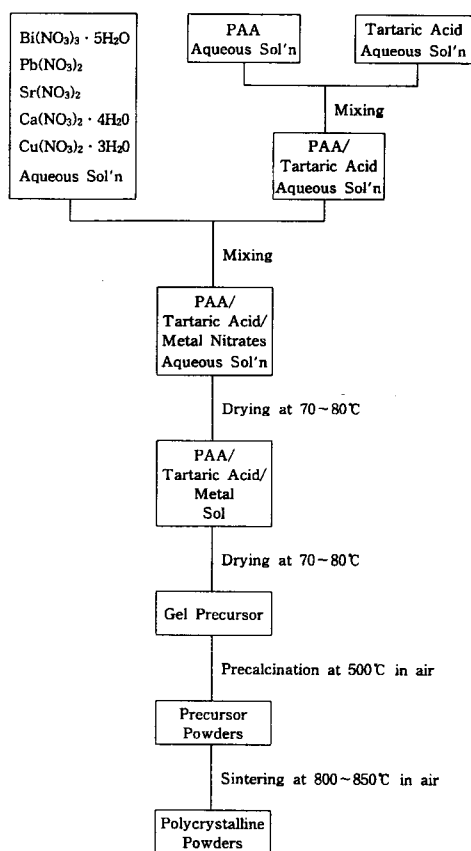 Bi(NO3)3 · 5H2O
Pb(NO3)2
Sr(NO3)2
Ca(NO3)2 · 4H20
Cu(NO3)2 · 3H2O
Aqueous Sol'n
PAA
Aqueous Sol'n
Tartaric Acid
Aqueous Sol'n
Mixing
PAA/
Tartaric Acid
Aqueous Sol'n
Mixing
PAA/
Tartaric Acid/
Metal Nitrates
Aqueous Sol'n
Drying at 70~80℃
PAA/
Tartaric Acid/
Metal
Sol
Drying at 70~80℃
Gel Precursor
Precalcination at 500℃ in air
Precursor
Powders
Sintering at 800~850℃ in air
Polycrystalline
Powders